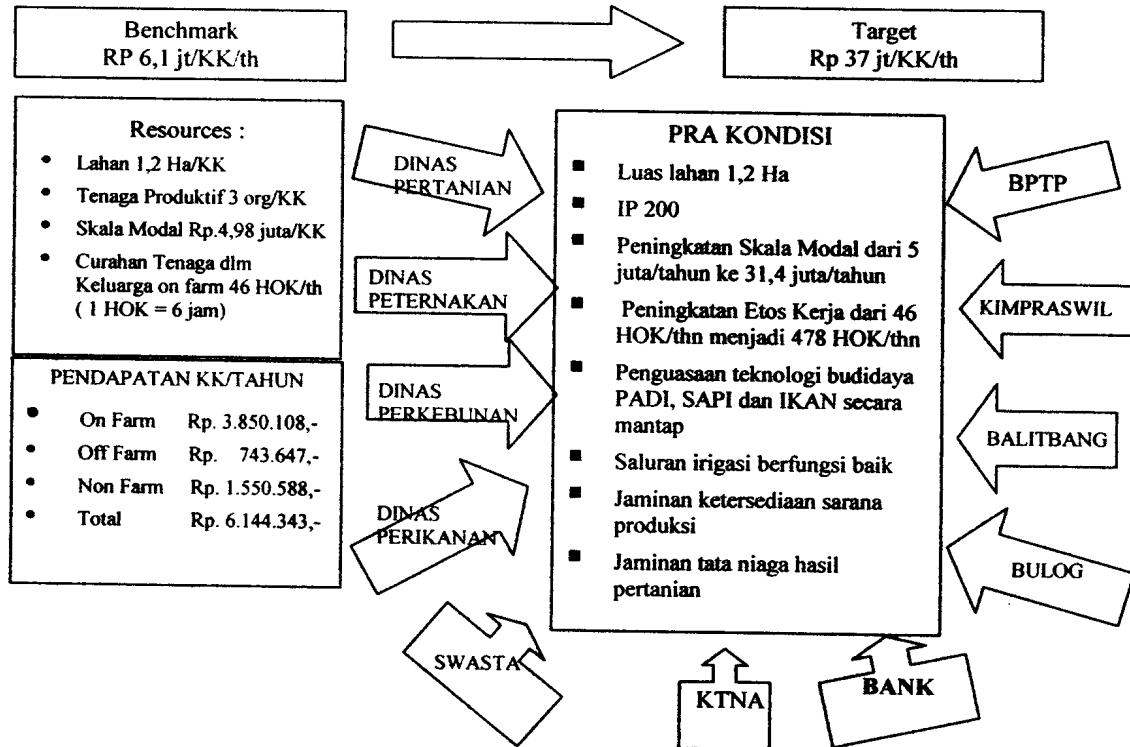 Benchmark
RP 6,1 jt/KK/th
Target
Rp 37 jt/KK/th
Resources :
• Lahan 1,2 Ha/KK
• Tenaga Produktif 3 org/KK
• Skala Modal Rp.4,98 juta/KK
• Curahan Tenaga dlm
Keluarga on farm 46 HOK/th
( 1 HOK = 6 jam)
PENDAPATAN KK/TAHUN
• On Farm Rp. 3.850.108,-
• Off Farm Rp. 743.647,-
• Non Farm Rp. 1.550.588,-
• Total Rp. 6.144.343,-
DINAS
PERTANIAN
DINAS
PETERNAKAN
DINAS
PERKEBUNAN
DINAS
PERIKANAN
SWASTA
PRA KONDISI
■ Luas lahan 1,2 Ha
■ IP 200
■ Peningkatan Skala Modal dari 5
juta/tahun ke 31,4 juta/tahun
■ Peningkatan Etos Kerja dari 46
HOK/thn menjadi 478 HOK/thn
■ Penguasaan teknologi budidaya
PADI, SAPI dan IKAN secara
mantap
■ Saluran irigasi berfungsi baik
■ Jaminan ketersediaan sarana
produksi
■ Jaminan tata niaga hasil
pertanian
BPTP
KIMPRASWIL
BALITBANG
BULOG
KTNA
BANK